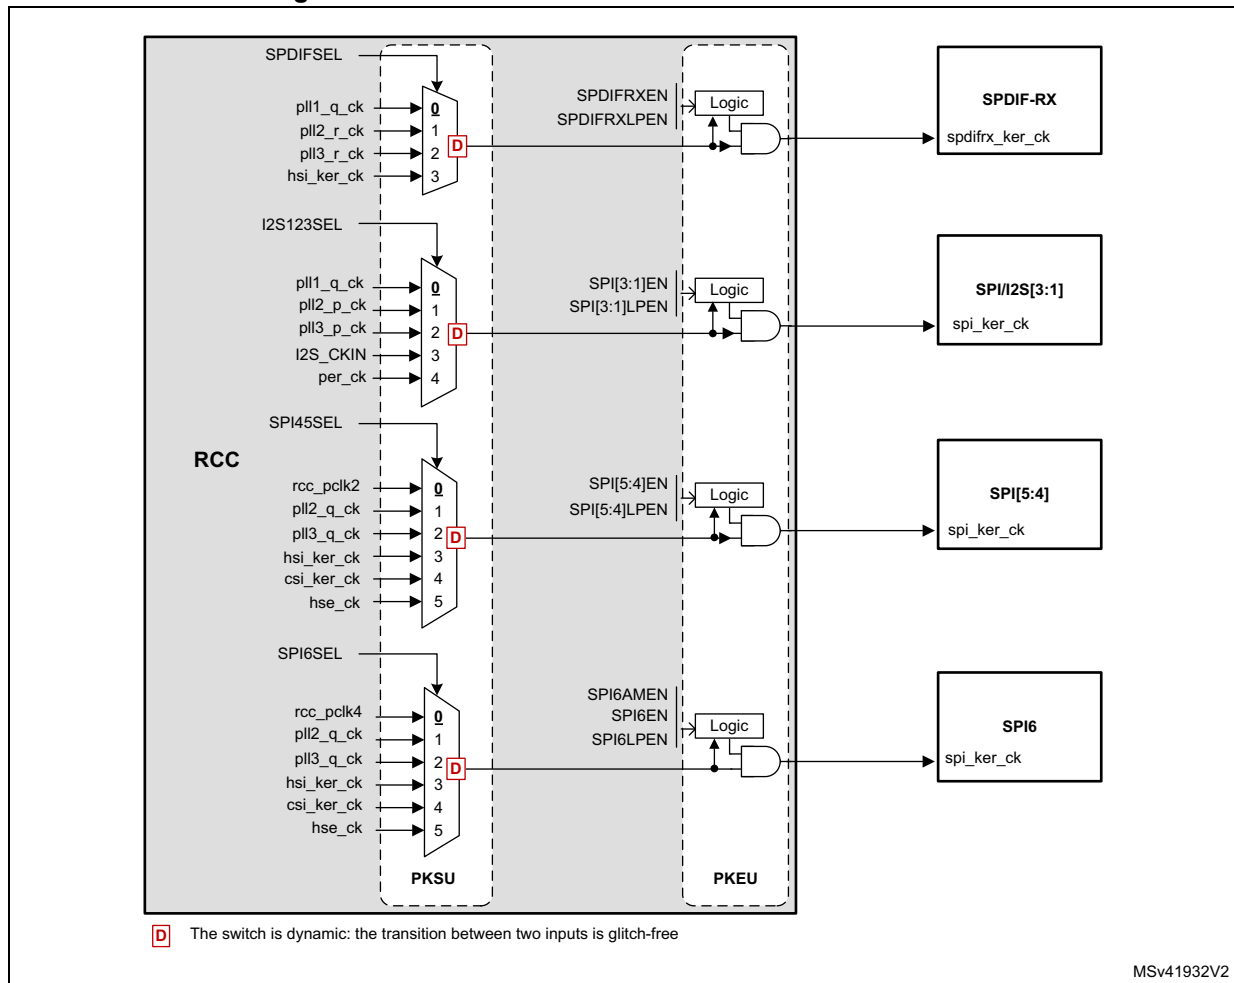 SPDIFSEL
pll1_q_ck
pll2_r_ck
pll3_r_ck
hsi_ker_ck
0
1
2
3
D
SPDIFRXEN
SPDIFRXLPEN
Logic
SPDIF-RX
spdifrx_ker_ck
I2S123SEL
pll1_q_ck
pll2_p_ck
pll3_p_ck
I2S_CKIN
per_ck
0
1
2
3
4
D
SPI[3:1]EN
SPI[3:1]LPEN
Logic
SPI/I2S[3:1]
spi_ker_ck
RCC
SPI45SEL
rcc_pclk2
pll2_q_ck
pll3_q_ck
hsi_ker_ck
csi_ker_ck
hse_ck
0
1
2
3
4
5
D
SPI[5:4]EN
SPI[5:4]LPEN
Logic
SPI[5:4]
spi_ker_ck
SPI6SEL
rcc_pclk4
pll2_q_ck
pll3_q_ck
hsi_ker_ck
csi_ker_ck
hse_ck
0
1
2
3
4
5
D
SPI6AMEN
SPI6EN
SPI6LPEN
Logic
SPI6
spi_ker_ck
PKSU
PKEU
D The switch is dynamic: the transition between two inputs is glitch-free
MSv41932V2